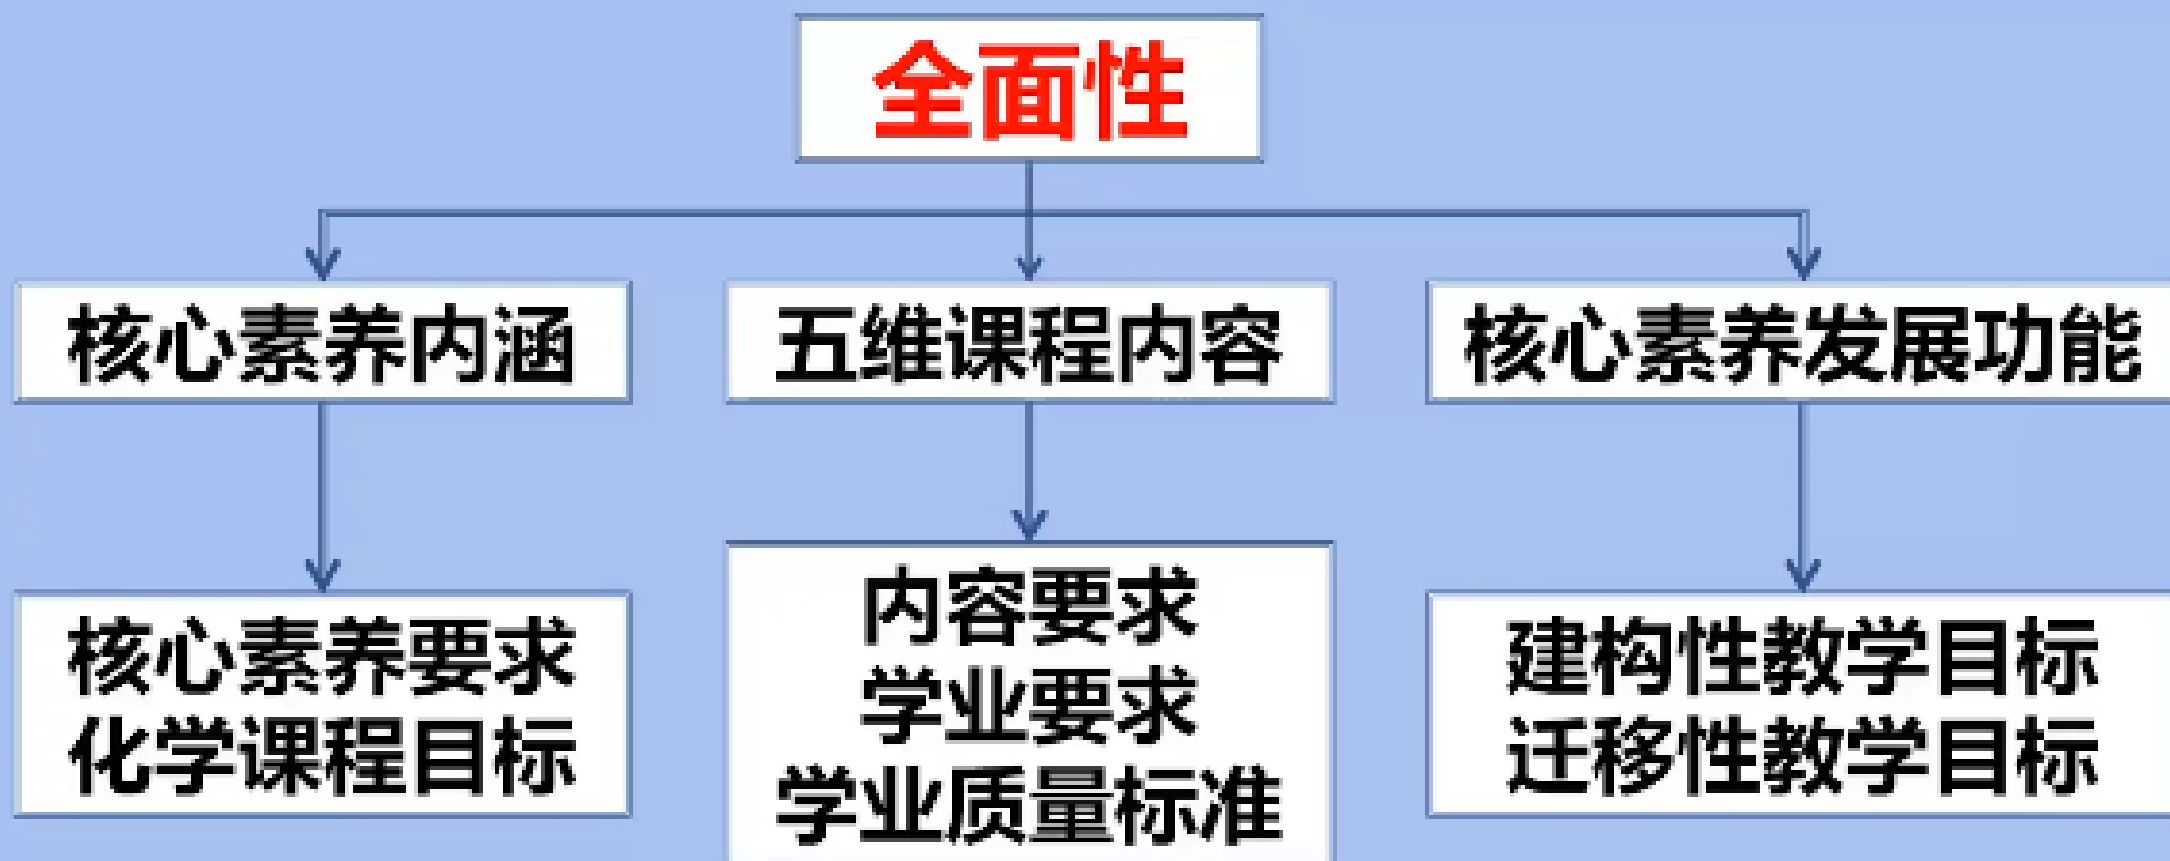 全面性
核心素养内涵
五维课程内容
核心素养发展功能
核心素养要求
化学课程目标
内容要求
学业要求
学业质量标准
建构性教学目标
迁移性教学目标